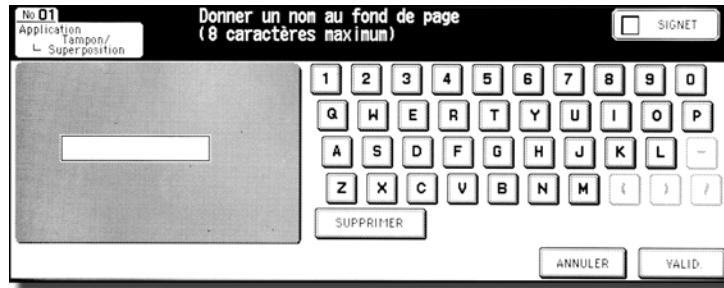 No 01
Application
Tampon/
Superposition
Donner un nom au fond de page
(8 caractères maximum)
SIGNET
1 2 3 4 5 6 7 8 9 0
Q W E R T Y U I O P
A S D F G H J K L -
Z X C V B N M ( ) /
SUPPRIMER
ANNULER VALID.